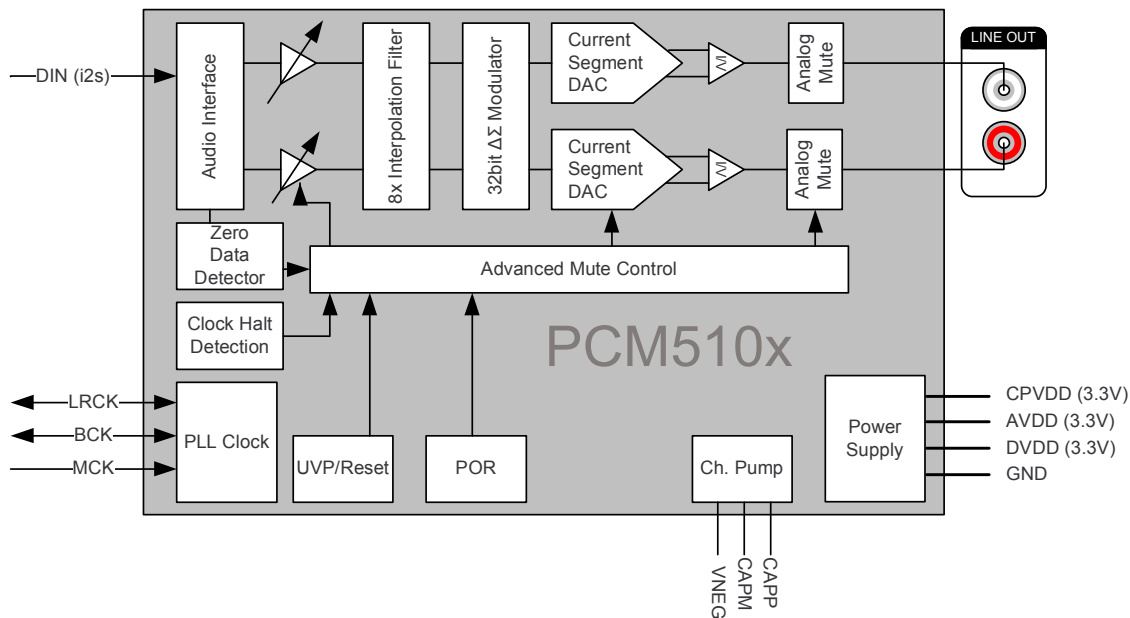 DIN (i2s)
Audio Interface
8x Interpolation Filter
32bit ΔΣ Modulator
Current
Segment
DAC
I/V
Analog
Mute
LINE OUT
Current
Segment
DAC
I/V
Analog
Mute
Zero
Data
Detector
Advanced Mute Control
Clock Halt
Detection
PCM510x
LRCK
BCK
MCK
PLL Clock
UVP/Reset
POR
Ch. Pump
Power
Supply
CPVDD (3.3V)
AVDD (3.3V)
DVDD (3.3V)
GND
VNEG
CAPM
CAPP